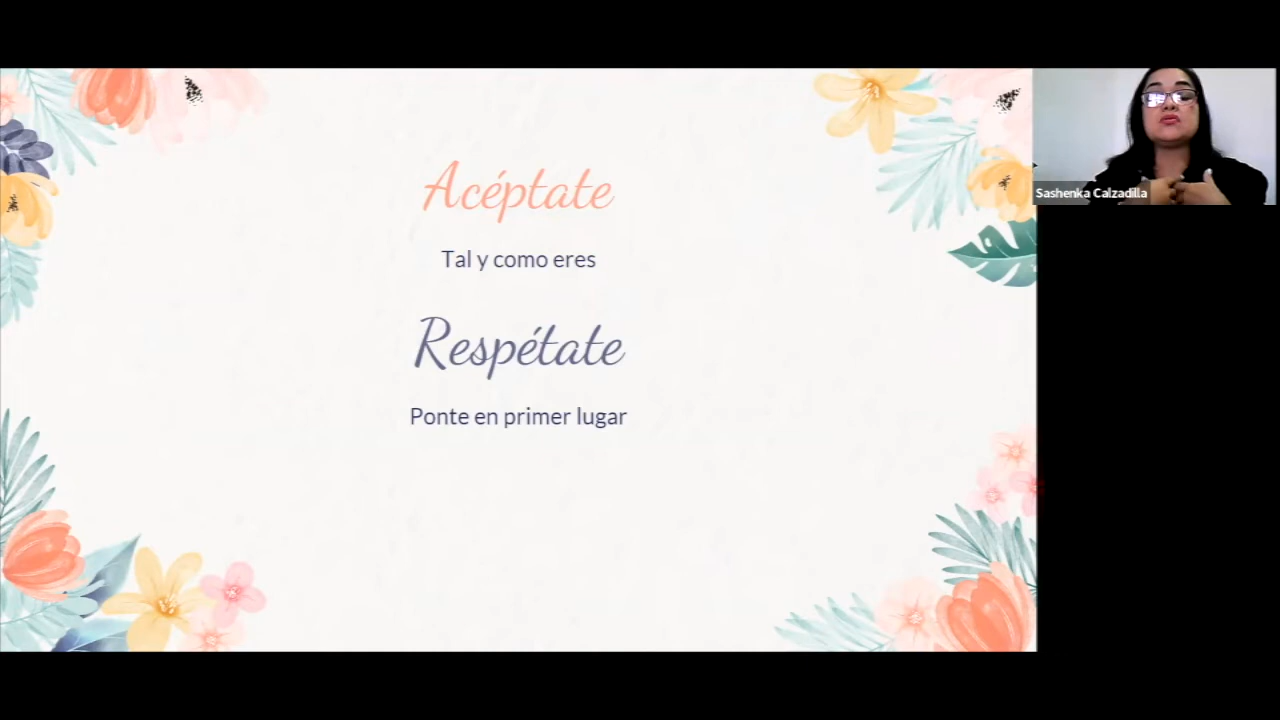 Acéptate
Tal y como eres
Respétate
Ponte en primer lugar
Sashenka Calzadilla